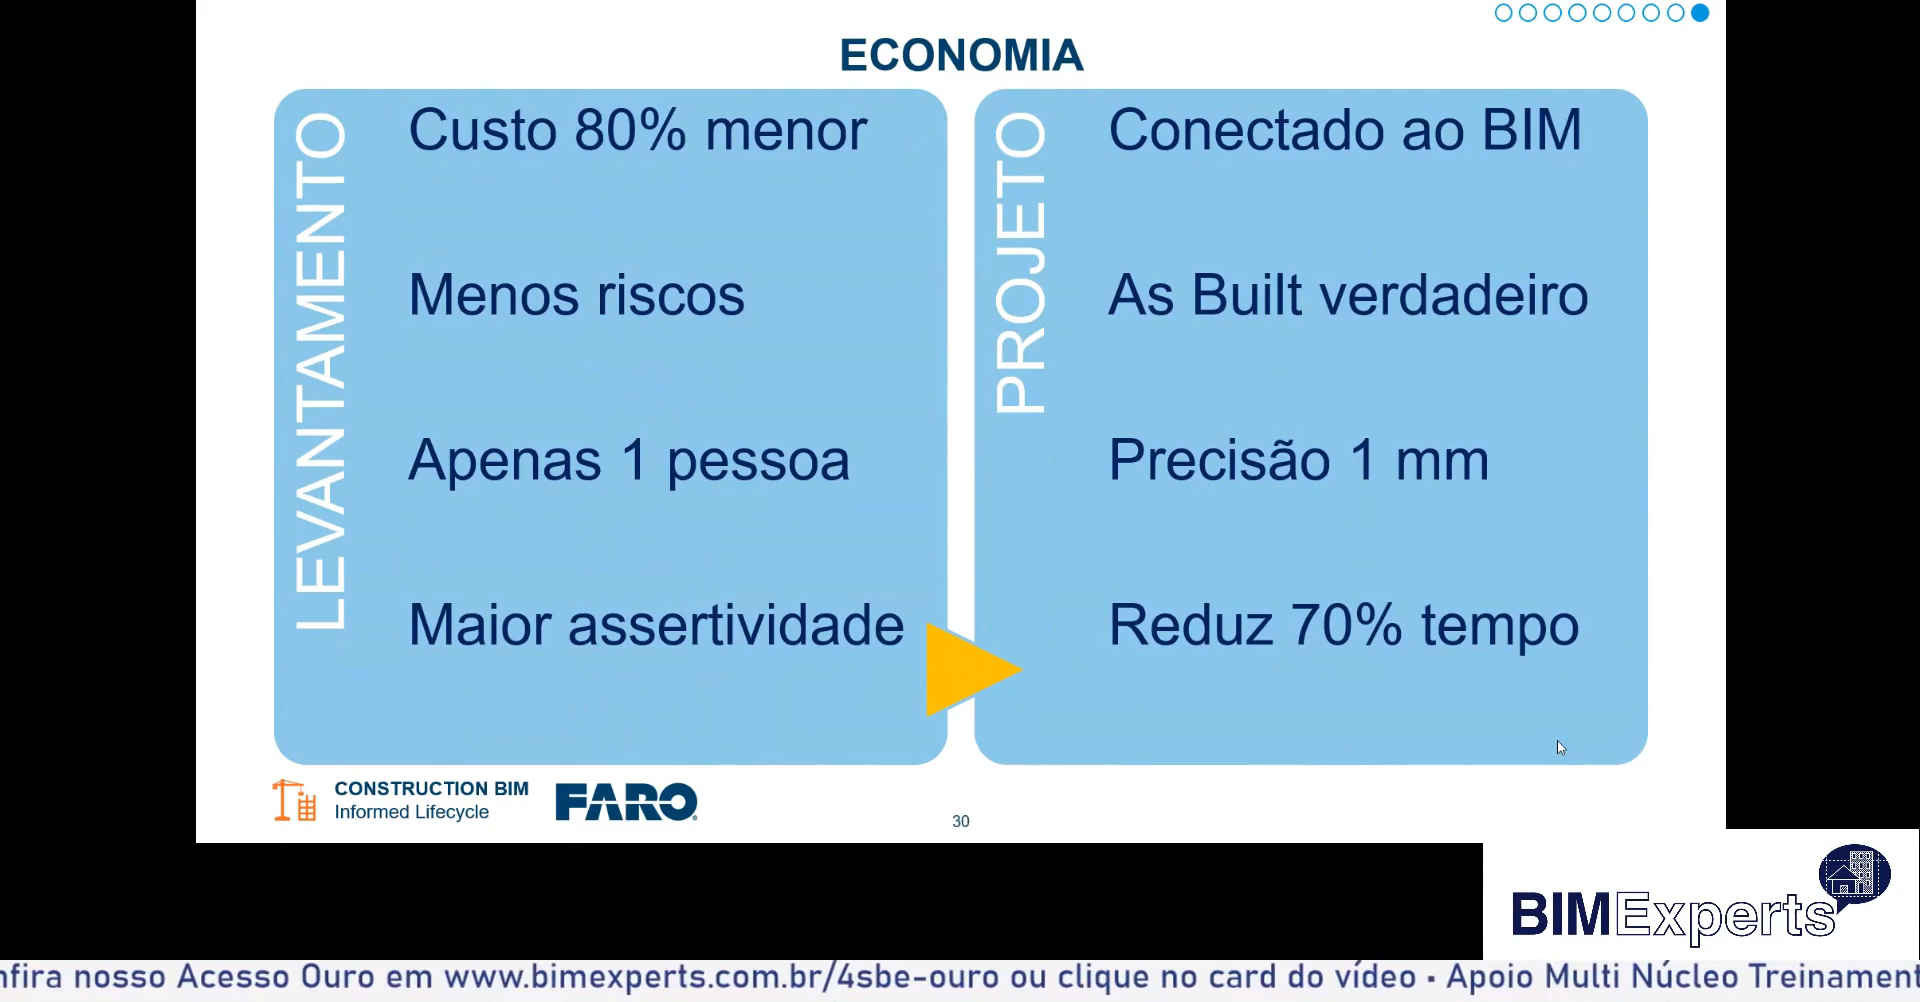 ECONOMIA
LEVANTAMENTO
Custo 80% menor
Menos riscos
Apenas 1 pessoa
Maior assertividade
PROJETO
Conectado ao BIM
As Built verdadeiro
Precisão 1 mm
Reduz 70% tempo
CONSTRUCTION BIM
Informed Lifecycle
FARO
30
BIMExperts
nfira nosso Acesso Ouro em www.bimexperts.com.br/4sbe-ouro ou clique no card do vídeo • Apoio Multi Núcleo Treinament